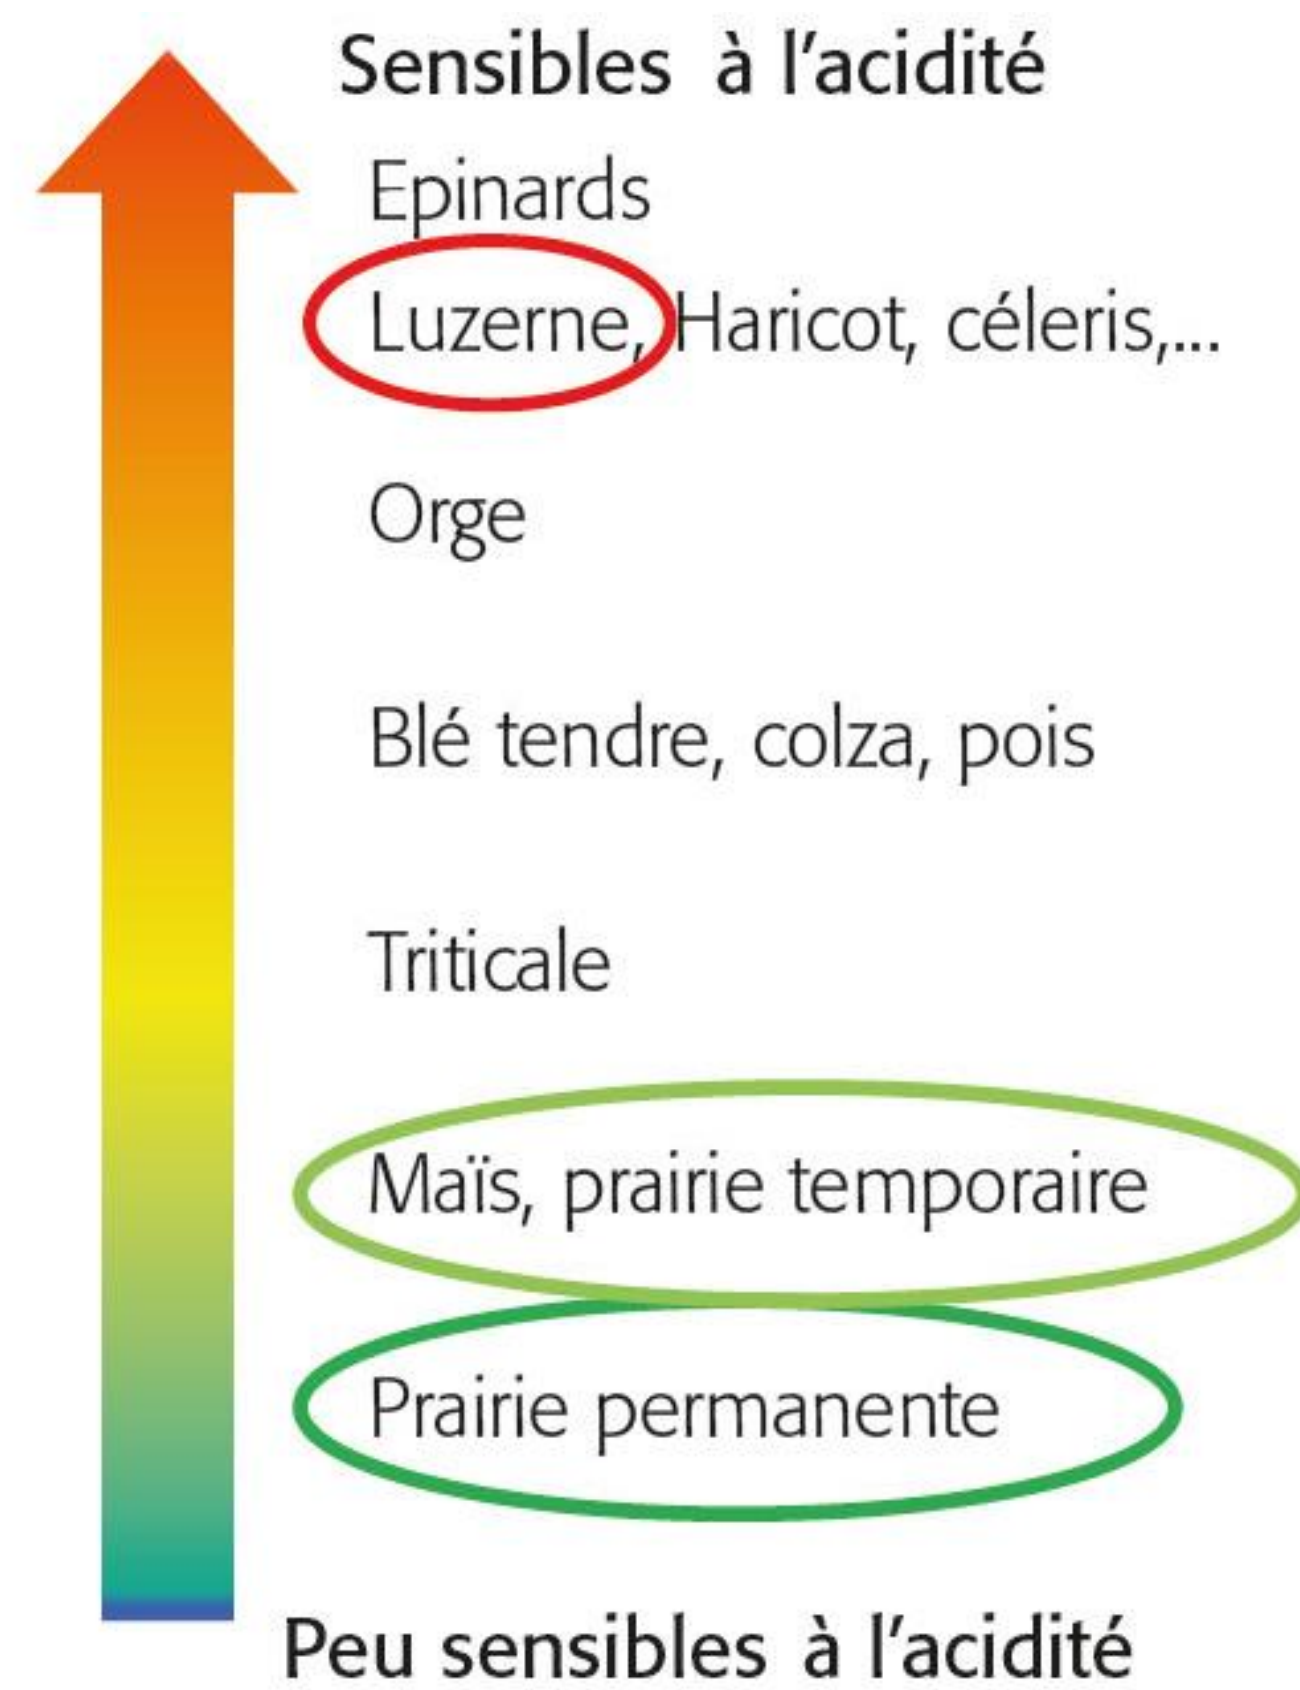 Sensibles à l'acidité
Epinards
Luzerne, Haricot, céleris,...
Orge
Blé tendre, colza, pois
Triticale
Maïs, prairie temporaire
Prairie permanente
Peu sensibles à l'acidité